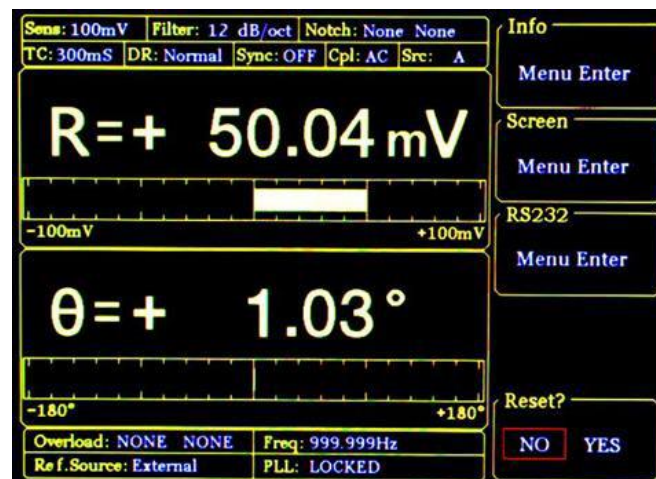 Sens: 100mV Filter: 12 dB/oct Notch: None None
TC: 300mS DR: Normal Sync: OFF Cpl: AC Src: A
R=+ 50.04 mV
-100mV +100mV
θ=+ 1.03°
-180° +180°
Overload: NONE NONE Freq: 999.999Hz
Ref.Source: External PLL: LOCKED
Info
Menu Enter
Screen
Menu Enter
RS232
Menu Enter
Reset?
NO YES